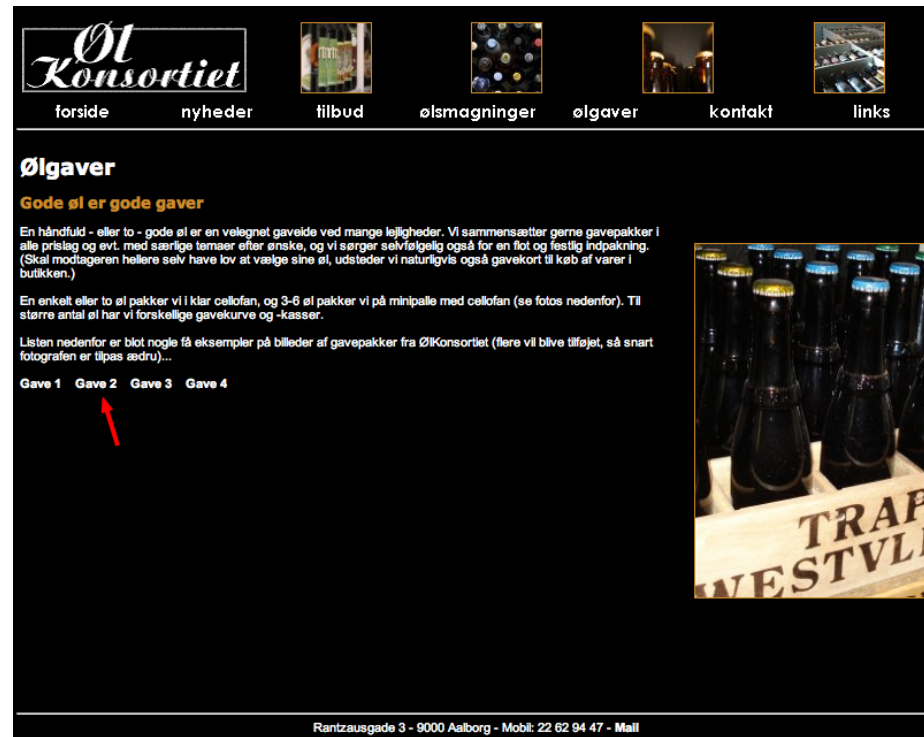 Øl
Konsortiet
forside nyheder tilbud ølsmagninger ølgaver kontakt links
Ølgaver
Gode øl er gode gaver
En håndfuld - eller to - gode øl er en velegnet gaveide ved mange lejligheder. Vi sammensætter gerne gavepakker i
alle prislag og evt. med særlige temaer efter ønske, og vi sørger selvfølgelig også for en flot og festlig indpakning.
(Skal modtageren hellere selv have lov at vælge sine øl, udsteder vi naturligvis også gavekort til køb af varer i
butikken.)
En enkelt eller to øl pakker vi i klar cellofan, og 3-6 øl pakker vi på minipalle med cellofan (se fotos nedenfor). Til
større antal øl har vi forskellige gavekurve og -kasser.
Listen nedenfor er blot nogle få eksempler på billeder af gavepakker fra ØlKonsortiet (flere vil blive tilføjet, så snart
fotografen er tilpas ædru)...
Gave 1 Gave 2 Gave 3 Gave 4
TRAP
WESTVL
Rantzausgade 3 - 9000 Aalborg - Mobil: 22 62 94 47 - Mail